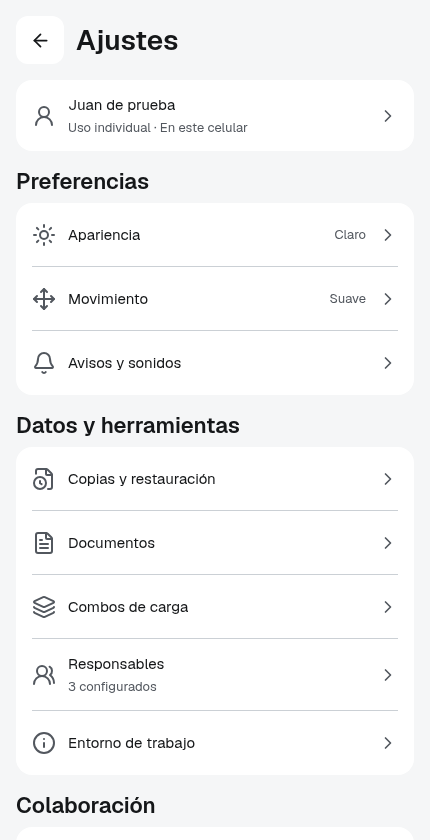 Ajustes
Juan de prueba
Uso individual · En este celular
Preferencias
Apariencia
Claro
Movimiento
Suave
Avisos y sonidos
Datos y herramientas
Copias y restauración
Documentos
Combos de carga
Responsables
3 configurados
Entorno de trabajo
Colaboración